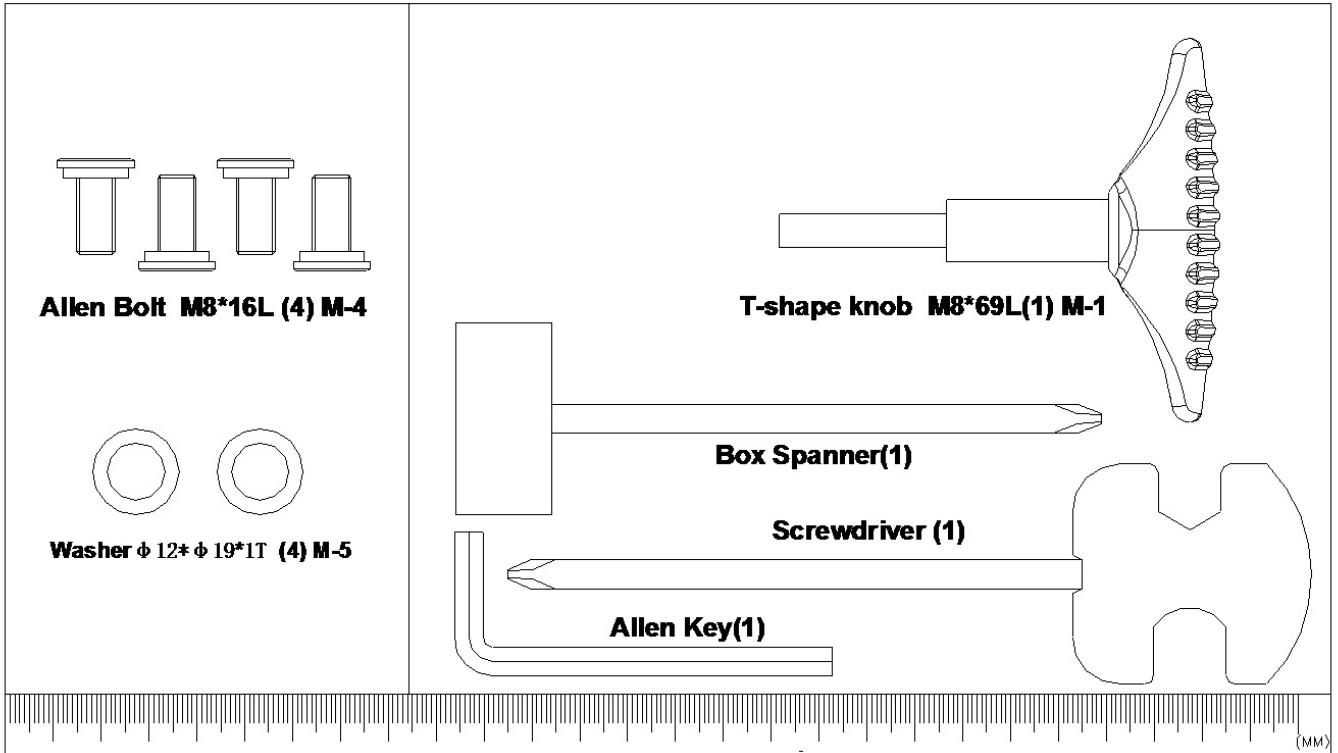 Allen Bolt M8*16L (4) M-4
T-shape knob M8*69L(1) M-1
Box Spanner(1)
Screwdriver (1)
Washer Φ 12* Φ 19*1T (4) M-5
Allen Key(1)
(MM)